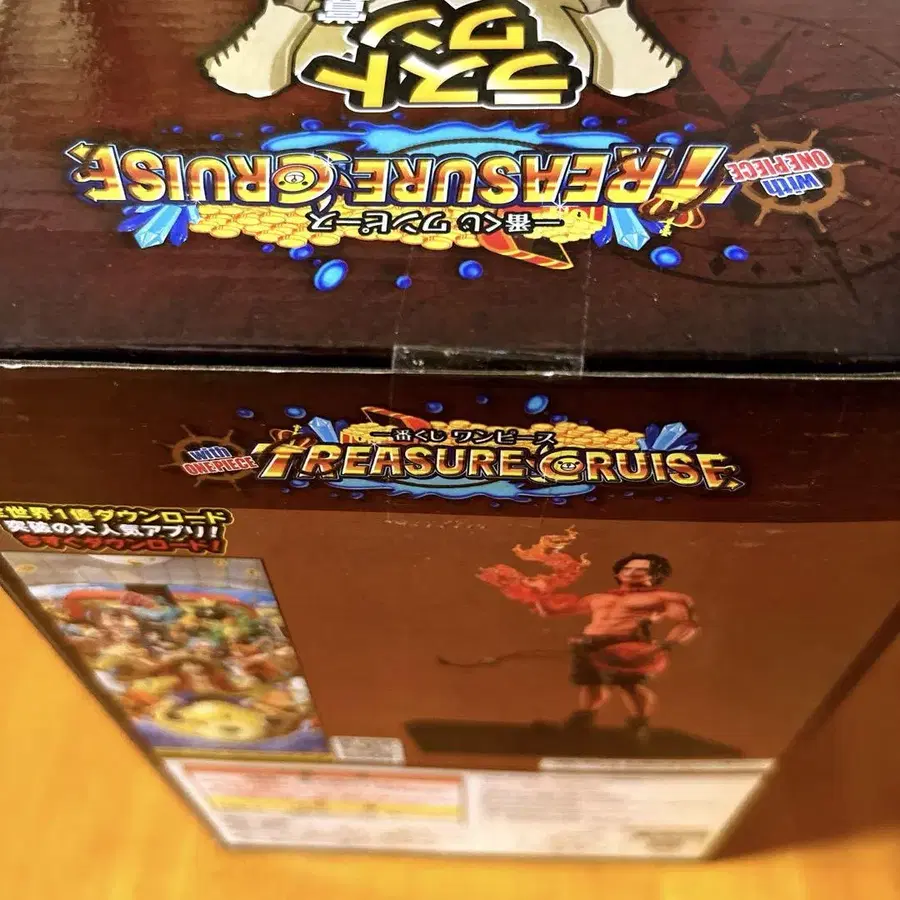 ラスト
ワン
賞
with
ONE PIECE
一番くじ ワンピース
TREASURE CRUISE
with
ONE PIECE
一番くじ ワンピース
TREASURE CRUISE
世界1億ダウンロード
突破の大人気アプリ!
今すぐダウンロード!